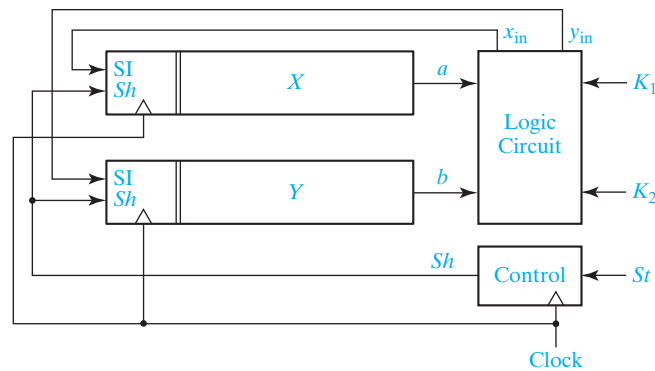 x_in y_in
SI
Sh
X
a
K_1
Logic
Circuit
SI
Sh
Y
b
K_2
Sh
Control
St
Clock